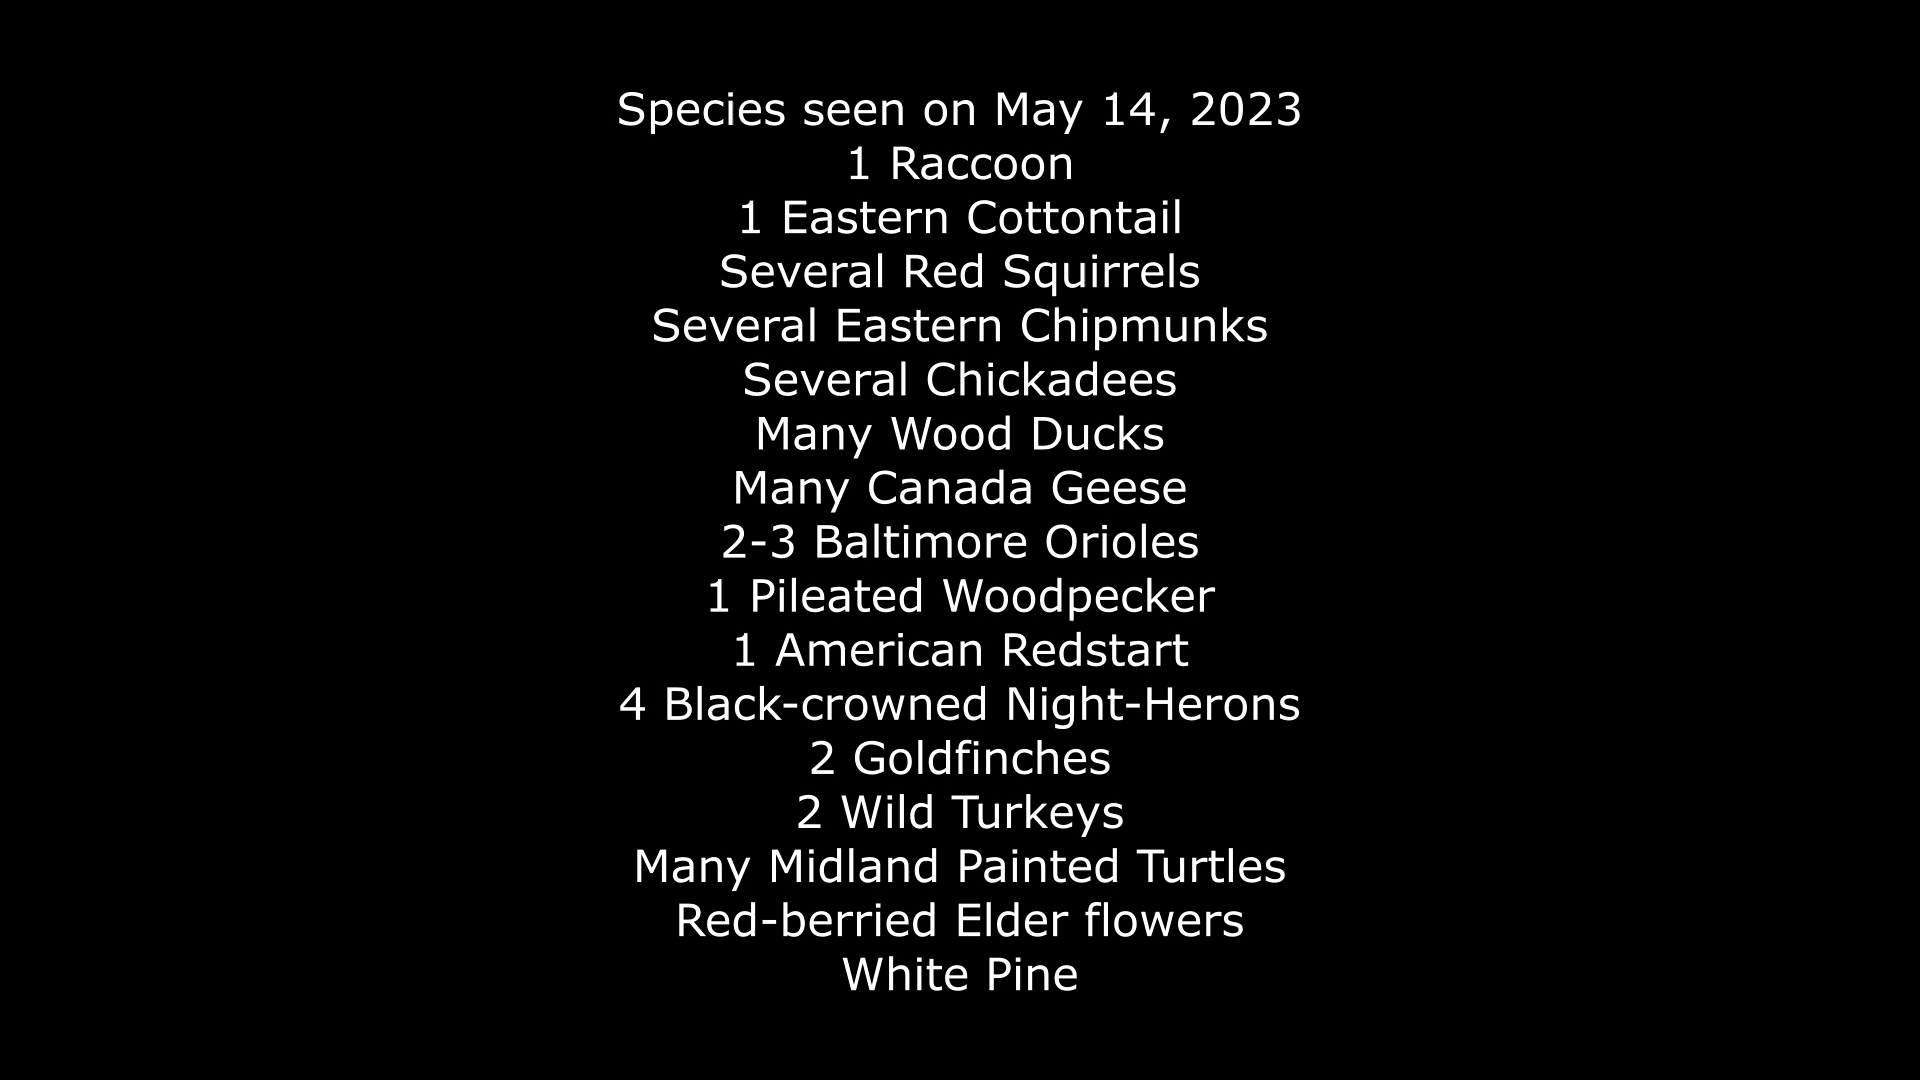 Species seen on May 14, 2023
1 Raccoon
1 Eastern Cottontail
Several Red Squirrels
Several Eastern Chipmunks
Several Chickadees
Many Wood Ducks
Many Canada Geese
2-3 Baltimore Orioles
1 Pileated Woodpecker
1 American Redstart
4 Black-crowned Night-Herons
2 Goldfinches
2 Wild Turkeys
Many Midland Painted Turtles
Red-berried Elder flowers
White Pine